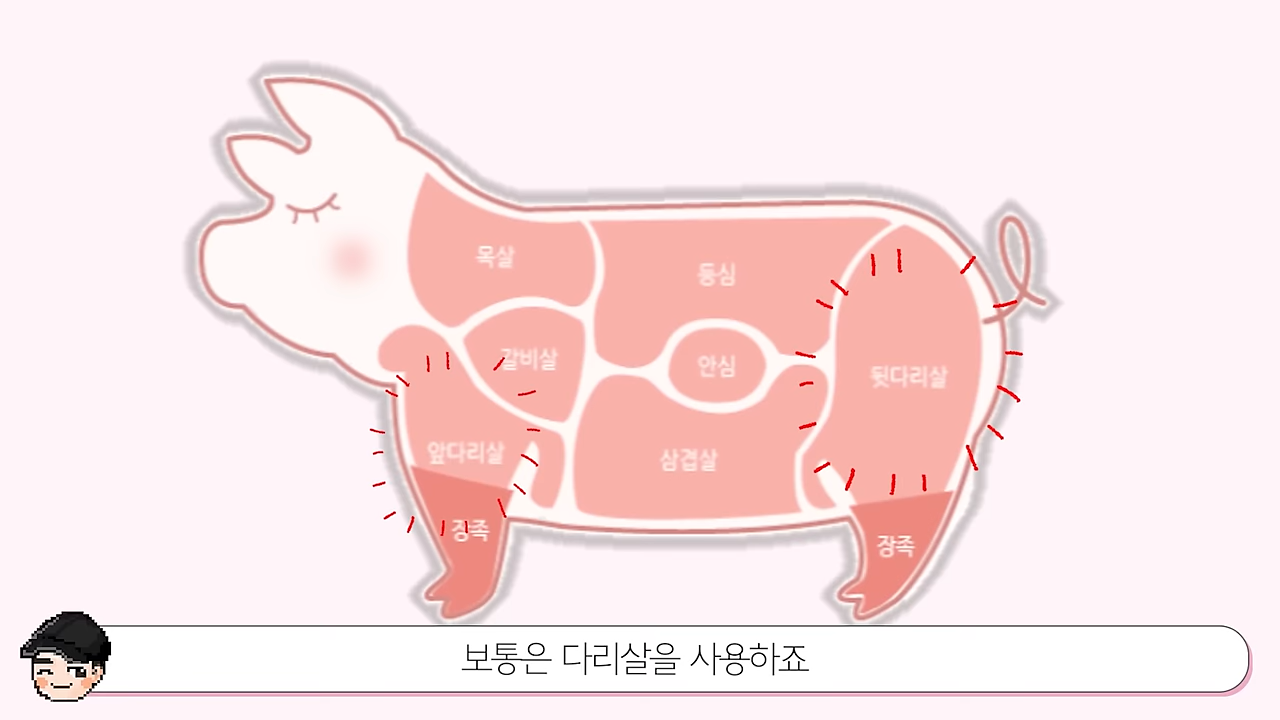 목살
등심
갈비살
안심
뒷다리살
앞다리살
삼겹살
장족
장족
보통은 다리살을 사용하죠